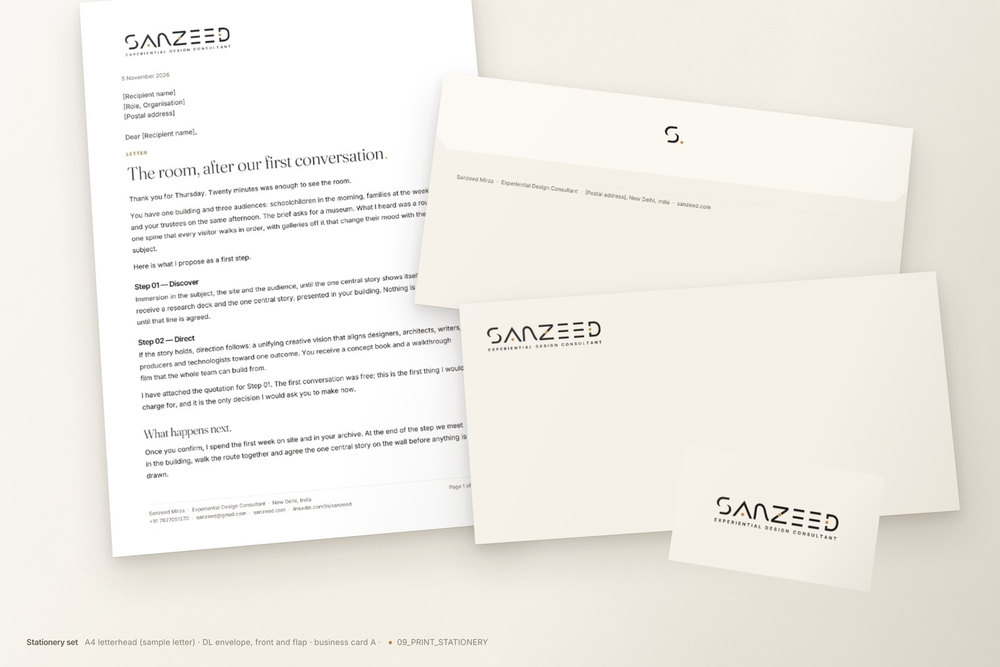 SANZEED
EXPERIENTIAL DESIGN CONSULTANT
5 November 2026
[Recipient name]
[Role, Organisation]
[Postal address]
Dear [Recipient name],
LETTER
The room, after our first conversation.
Thank you for Thursday. Twenty minutes was enough to see the room.
You have one building and three audiences: schoolchildren in the morning, families at the week
and your trustees on the same afternoon. The brief asks for a museum. What I heard was a
one spine that every visitor walks in order, with galleries off it that change their mood with the
subject.
Here is what I propose as a first step.
Step 01 — Discover
Immersion in the subject, the site and the audience, until the one central story shows itself
receive a research deck and the one central story, presented in your building. Nothing is
until that line is agreed.
Step 02 — Direct
If the story holds, direction follows: a unifying creative vision that aligns designers, architects, writers,
producers and technologists toward one outcome. You receive a concept book and a walkthrough
film that the whole team can build from.
I have attached the quotation for Step 01. The first conversation was free; this is the first thing I would
charge for, and it is the only decision I would ask you to make now.
What happens next.
Once you confirm, I spend the first week on site and in your archive. At the end of the step we meet
in the building, walk the route together and agree the one central story on the wall before anything is
drawn.
Sanzeed Mirza · Experiential Design Consultant · New Delhi, India
+91 7827051270 · sanzeed@gmail.com · sanzeed.com · linkedin.com/in/sanzeed
Page 1 of
S.
Sanzeed Mirza · Experiential Design Consultant · [Postal address], New Delhi, India · sanzeed.com
SANZEED
EXPERIENTIAL DESIGN CONSULTANT
SANZEED
EXPERIENTIAL DESIGN CONSULTANT
Stationery set A4 letterhead (sample letter) · DL envelope, front and flap · business card A · • 09_PRINT_STATIONERY